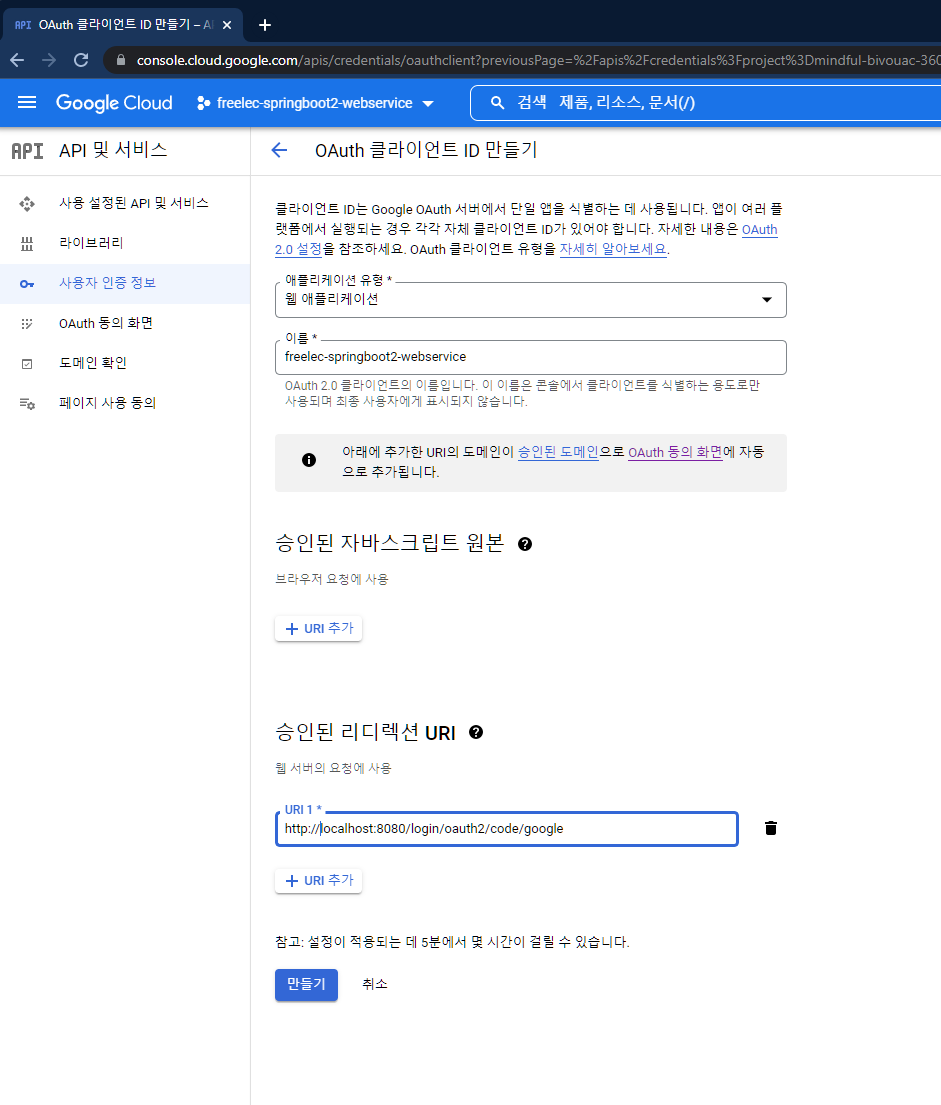 API OAuth 클라이언트 ID 만들기 – A
console.cloud.google.com/apis/credentials/oauthclient?previousPage=%2Fapis%2Fcredentials%3Fproject%3Dmindful-bivouac-360
Google Cloud freelec-springboot2-webservice 검색 제품, 리소스, 문서(/)
API API 및 서비스
OAuth 클라이언트 ID 만들기
사용 설정된 API 및 서비스
라이브러리
사용자 인증 정보
OAuth 동의 화면
도메인 확인
페이지 사용 동의
클라이언트 ID는 Google OAuth 서버에서 단일 앱을 식별하는 데 사용됩니다. 앱이 여러 플
랫폼에서 실행되는 경우 각각 자체 클라이언트 ID가 있어야 합니다. 자세한 내용은 OAuth
2.0 설정을 참조하세요. OAuth 클라이언트 유형을 자세히 알아보세요.
애플리케이션 유형 *
웹 애플리케이션
이름 *
freelec-springboot2-webservice
OAuth 2.0 클라이언트의 이름입니다. 이 이름은 콘솔에서 클라이언트를 식별하는 용도로만
사용되며 최종 사용자에게 표시되지 않습니다.
아래에 추가한 URI의 도메인이 승인된 도메인으로 OAuth 동의 화면에 자동
으로 추가됩니다.
승인된 자바스크립트 원본
브라우저 요청에 사용
+ URI 추가
승인된 리디렉션 URI
웹 서버의 요청에 사용
URI 1 *
http://localhost:8080/login/oauth2/code/google
+ URI 추가
참고: 설정이 적용되는 데 5분에서 몇 시간이 걸릴 수 있습니다.
만들기 취소